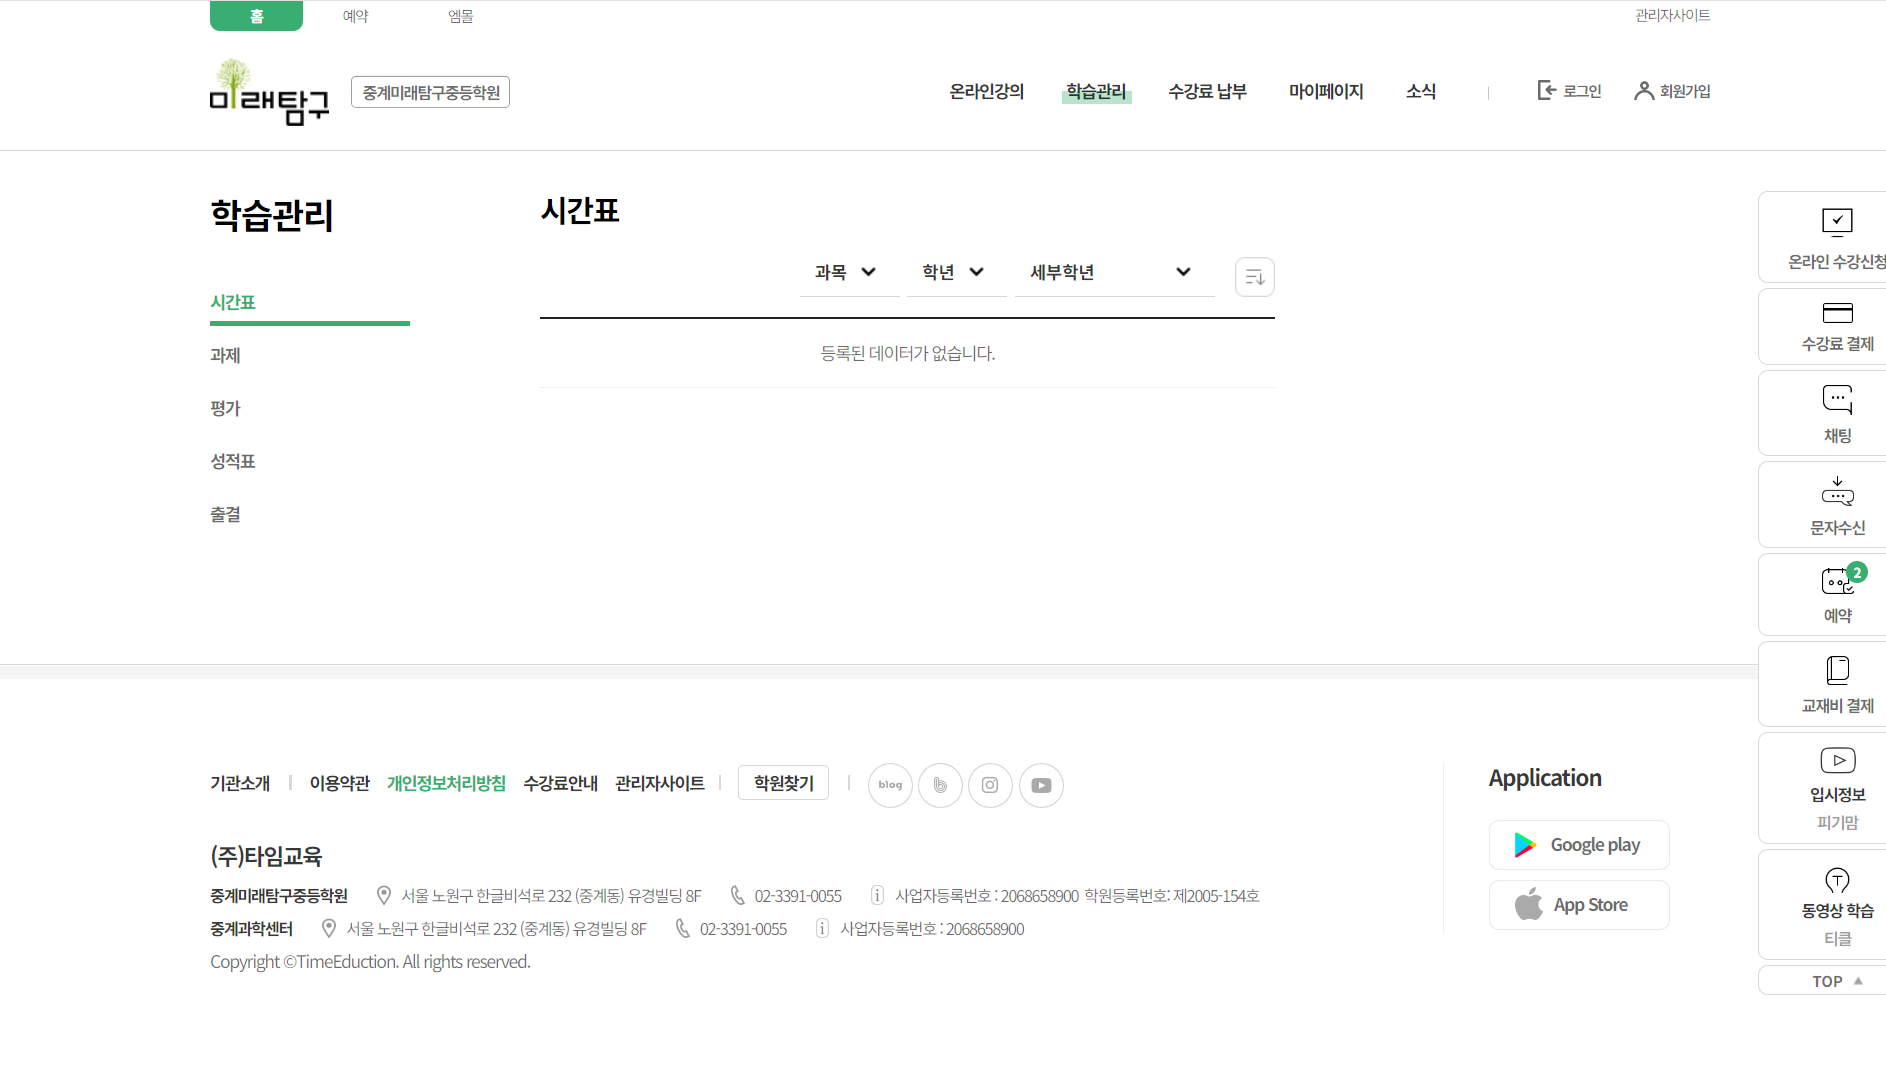 홈 예약 엠몰 관리자사이트
미래탐구 중계미래탐구중등학원 온라인강의 학습관리 수강료 납부 마이페이지 소식 로그인 회원가입
학습관리
시간표
과제
평가
성적표
출결
시간표
과목 학년 세부학년
등록된 데이터가 없습니다.
온라인 수강신청
수강료 결제
채팅
문자수신
2
예약
교재비 결제
입시정보
피기맘
동영상 학습
티클
TOP
기관소개 이용약관 개인정보처리방침 수강료안내 관리자사이트 학원찾기 blog b
(주)타임교육
중계미래탐구중등학원 서울 노원구 한글비석로 232 (중계동) 유경빌딩 8F 02-3391-0055 사업자등록번호 : 2068658900 학원등록번호: 제2005-154호
중계과학센터 서울 노원구 한글비석로 232 (중계동) 유경빌딩 8F 02-3391-0055 사업자등록번호 : 2068658900
Copyright ©TimeEduction. All rights reserved.
Application
Google play
App Store